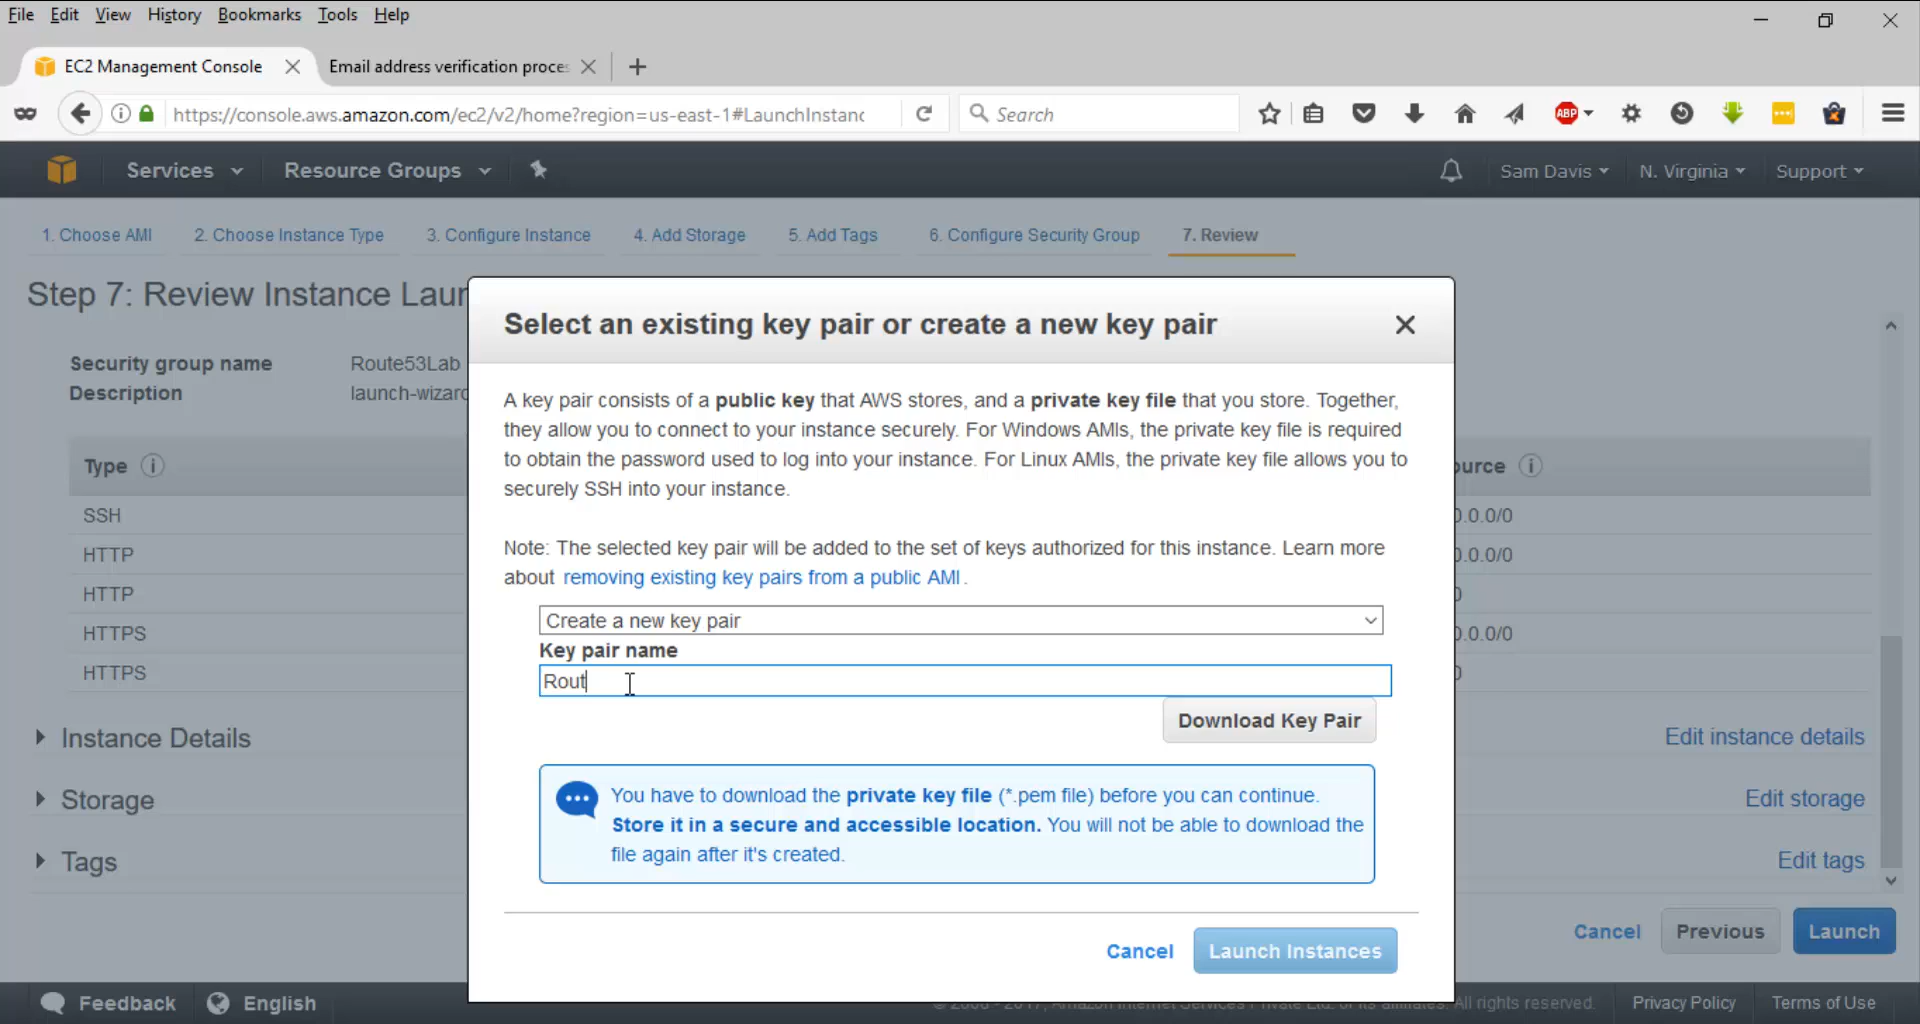 File Edit View History Bookmarks Tools Help
EC2 Management Console
Email address verification proces
https://console.aws.amazon.com/ec2/v2/home?region=us-east-1#LaunchInstanc
Search
ABP
Services
Resource Groups
Sam Davis
N. Virginia
Support
1. Choose AMI
2. Choose Instance Type
3. Configure Instance
4. Add Storage
5. Add Tags
6. Configure Security Group
7. Review
Step 7: Review Instance Laun
Security group name Route53Lab
Description launch-wizard
Type
ource
SSH
0.0.0/0
HTTP
0.0.0/0
HTTP
0
HTTPS
0.0.0/0
HTTPS
0
Select an existing key pair or create a new key pair
A key pair consists of a public key that AWS stores, and a private key file that you store. Together,
they allow you to connect to your instance securely. For Windows AMIs, the private key file is required
to obtain the password used to log into your instance. For Linux AMIs, the private key file allows you to
securely SSH into your instance.
Note: The selected key pair will be added to the set of keys authorized for this instance. Learn more
about removing existing key pairs from a public AMI.
Create a new key pair
Key pair name
Rout
Download Key Pair
You have to download the private key file (*.pem file) before you can continue.
Store it in a secure and accessible location. You will not be able to download the
file again after it's created.
Cancel
Launch Instances
Instance Details
Edit instance details
Storage
Edit storage
Tags
Edit tags
Cancel
Previous
Launch
Feedback
English
All rights reserved.
Privacy Policy
Terms of Use